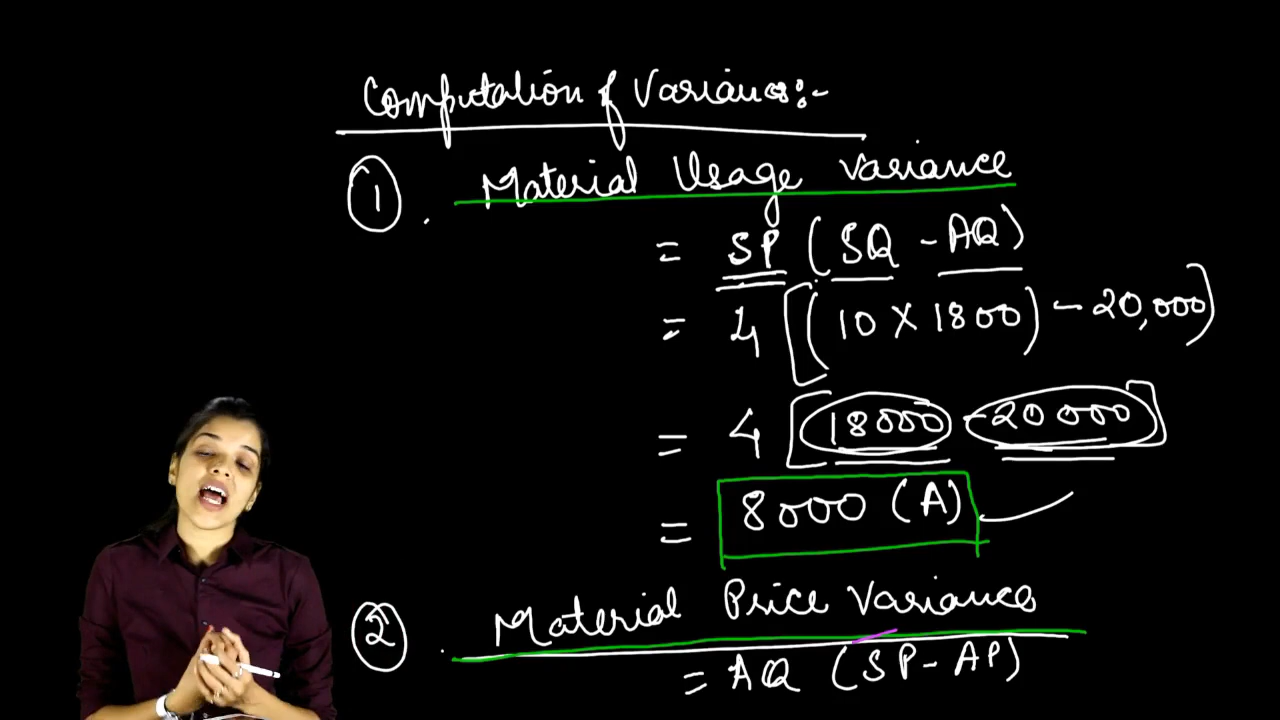 Computation of Variances:-
1. Material Usage Variance
= SP (SQ - AQ)
= 4 [(10 x 1800) - 20,000]
= 4 [18000 - 20000]
= 8000 (A)
2. Material Price Variance
= AQ (SP - AP)